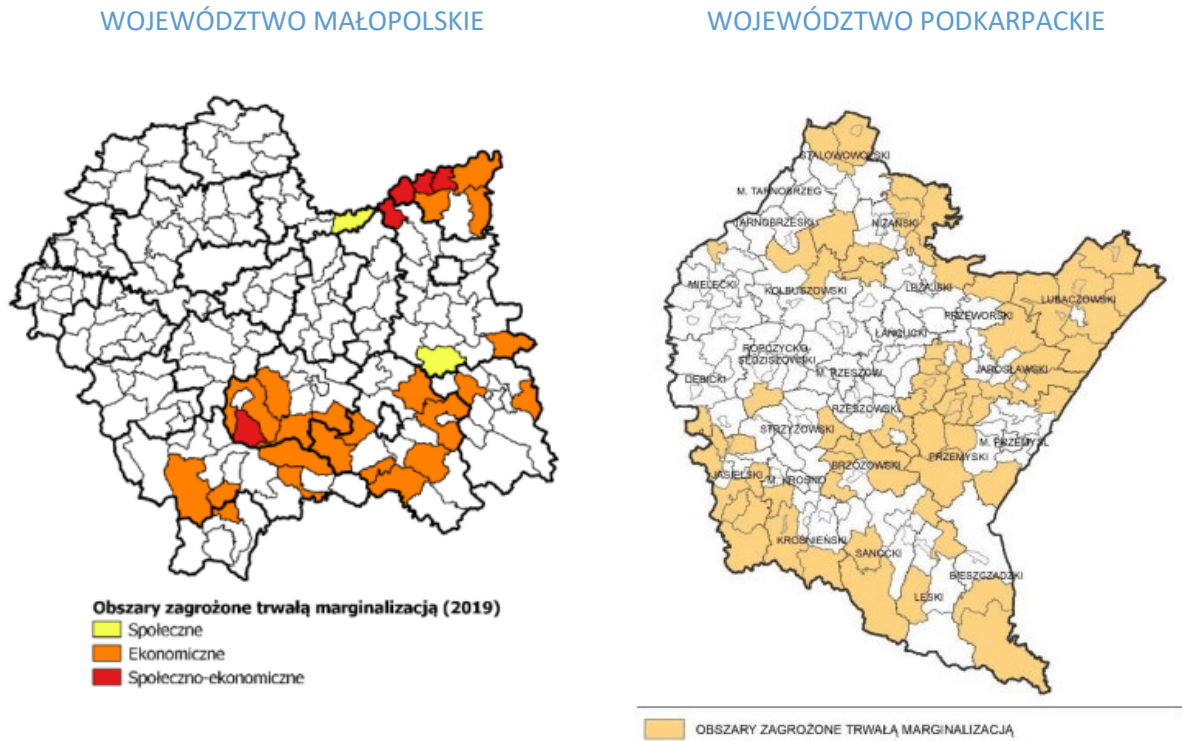 WOJEWÓDZTWO MAŁOPOLSKIE
WOJEWÓDZTWO PODKARPACKIE
Obszary zagrożone trwałą marginalizacją (2019)
Społeczne
Ekonomiczne
Społeczno-ekonomiczne
STALOWOWOLSKI
M. TARNOBRZEG
TARNOBRZESKI
NIŻAŃSKI
MIELECKI
KOLBUSZOWSKI
LEŻAJSKI
LUBACZOWSKI
PRZEWORSKI
ŁAŃCUCKI
ROPCZYCKO
SĘDZISZOWSKI
M. RZESZÓW
JAROSŁAWSKI
DĘBICKI
RZESZOWSKI
STRZYŻOWSKI
M. PRZEMYŚL
PRZEMYSKI
BRZOZOWSKI
JASIELSKI
M. KROSNO
KROŚNIEŃSKI
SANOCKI
BIESZCZADZKI
LESKI
OBSZARY ZAGROŻONE TRWAŁĄ MARGINALIZACJĄ